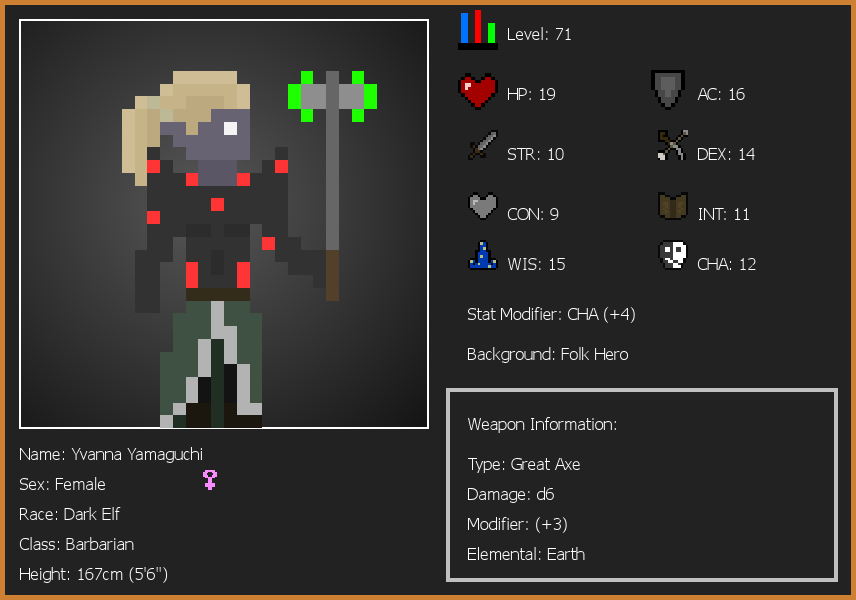 Level: 71
HP: 19
AC: 16
STR: 10
DEX: 14
CON: 9
INT: 11
WIS: 15
CHA: 12
Stat Modifier: CHA (+4)
Background: Folk Hero
Weapon Information:
Type: Great Axe
Damage: d6
Modifier: (+3)
Elemental: Earth
Name: Yvanna Yamaguchi
Sex: Female
Race: Dark Elf
Class: Barbarian
Height: 167cm (5'6")